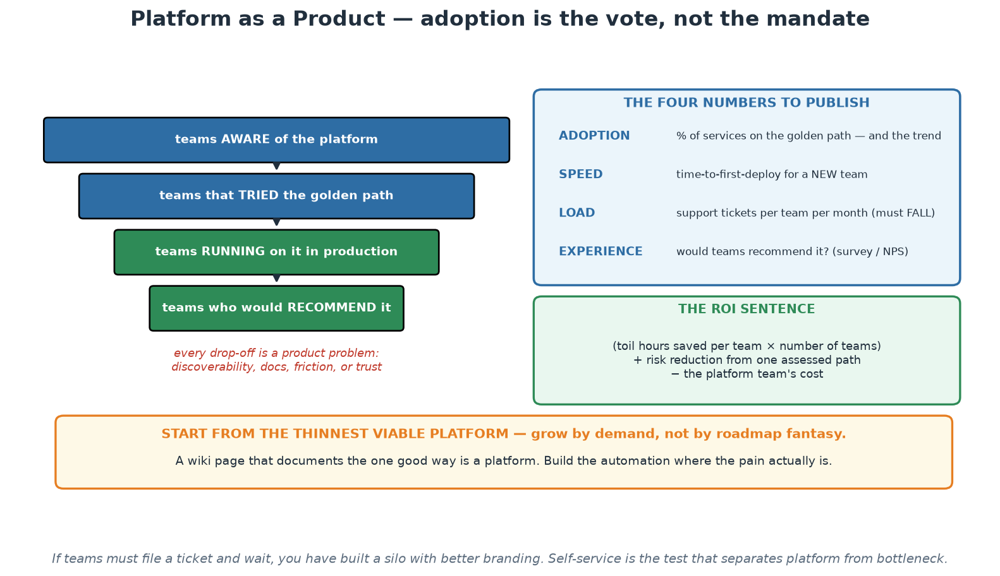 Platform as a Product — adoption is the vote, not the mandate
teams AWARE of the platform
teams that TRIED the golden path
teams RUNNING on it in production
teams who would RECOMMEND it
every drop-off is a product problem:
discoverability, docs, friction, or trust
THE FOUR NUMBERS TO PUBLISH
ADOPTION % of services on the golden path — and the trend
SPEED time-to-first-deploy for a NEW team
LOAD support tickets per team per month (must FALL)
EXPERIENCE would teams recommend it? (survey / NPS)
THE ROI SENTENCE
(toil hours saved per team × number of teams)
+ risk reduction from one assessed path
− the platform team's cost
START FROM THE THINNEST VIABLE PLATFORM — grow by demand, not by roadmap fantasy.
A wiki page that documents the one good way is a platform. Build the automation where the pain actually is.
If teams must file a ticket and wait, you have built a silo with better branding. Self-service is the test that separates platform from bottleneck.